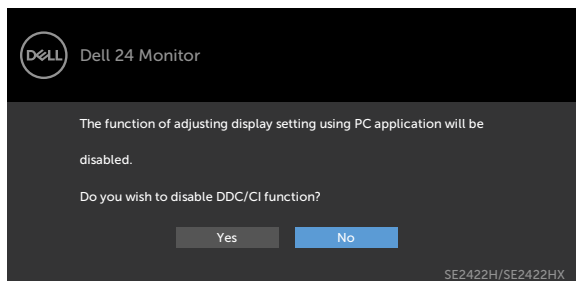 DELL
Dell 24 Monitor
The function of adjusting display setting using PC application will be
disabled.
Do you wish to disable DDC/CI function?
Yes No
SE2422H/SE2422HX